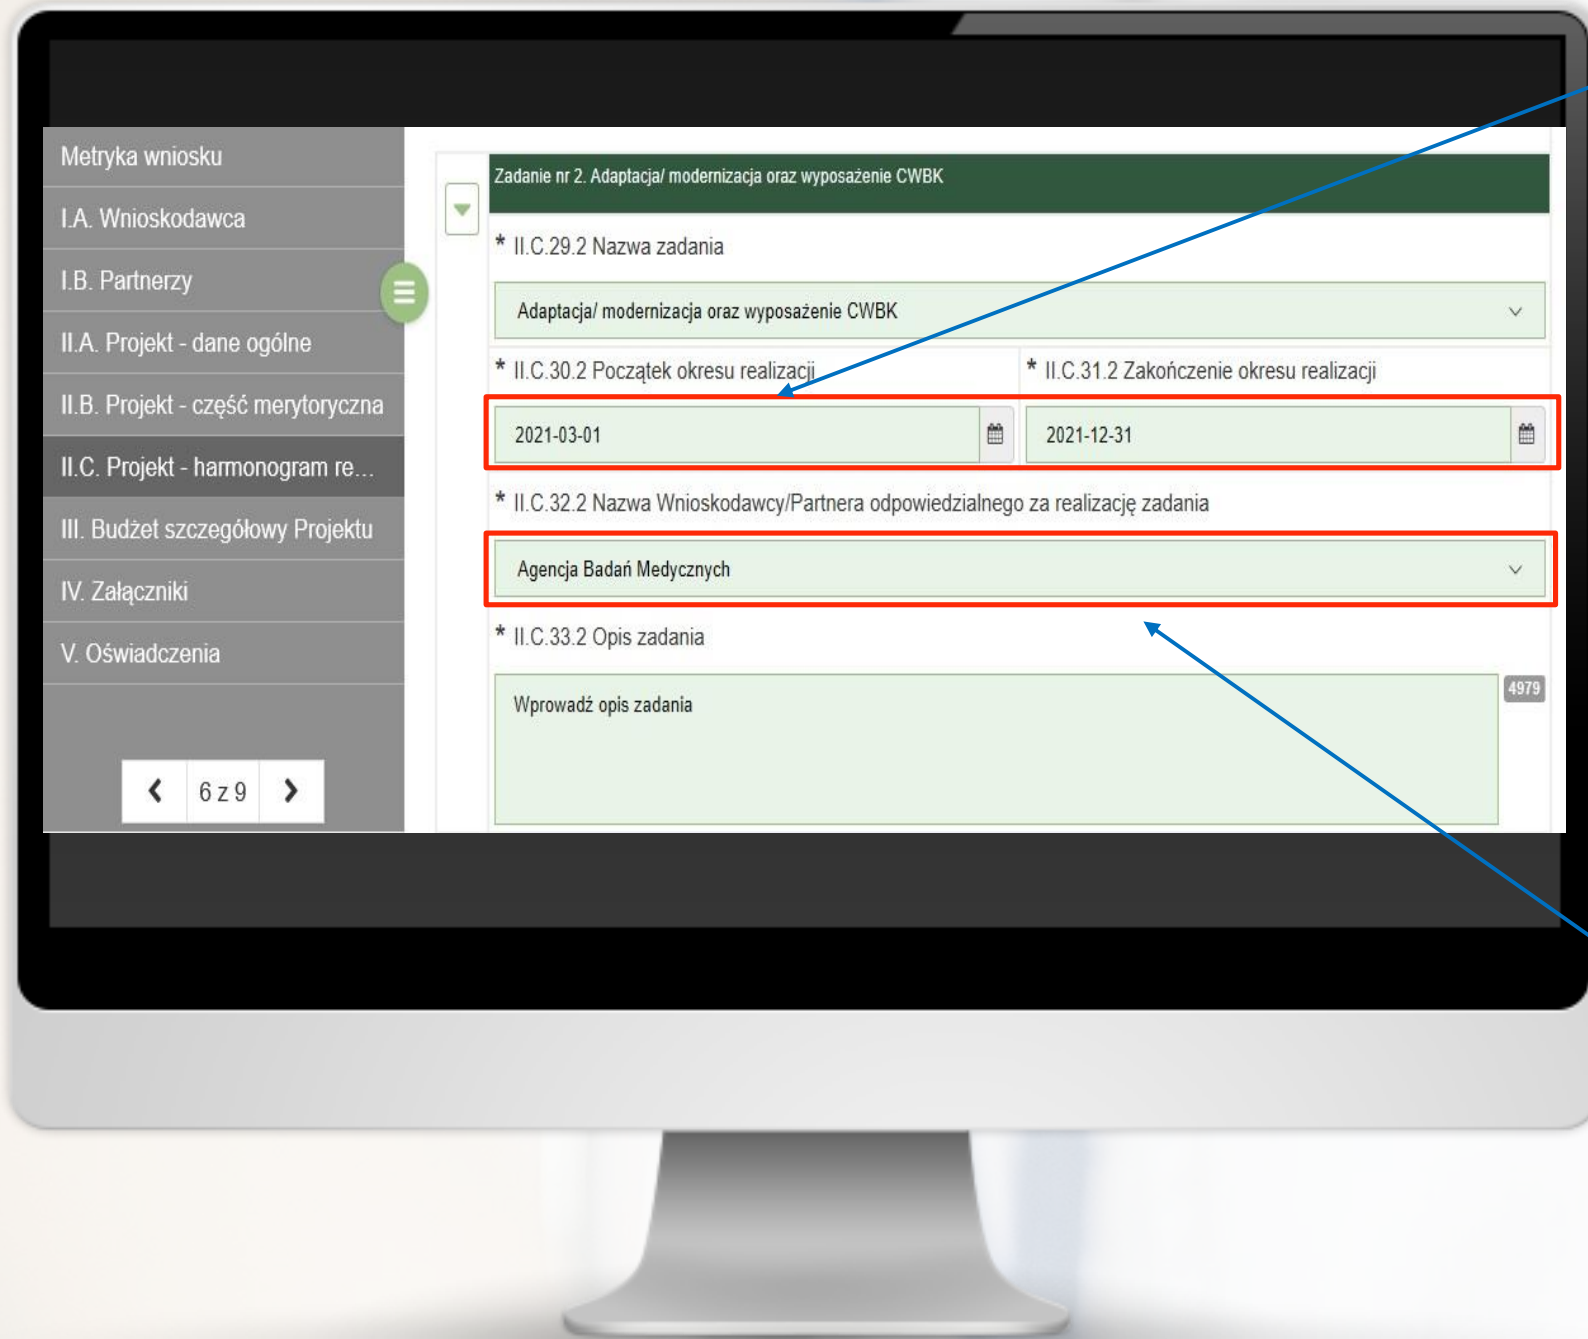 Metryka wniosku
I.A. Wnioskodawca
I.B. Partnerzy
II.A. Projekt - dane ogólne
II.B. Projekt - część merytoryczna
II.C. Projekt - harmonogram re...
III. Budżet szczegółowy Projektu
IV. Załączniki
V. Oświadczenia
6 z 9
Zadanie nr 2. Adaptacja/ modernizacja oraz wyposażenie CWBK
* II.C.29.2 Nazwa zadania
Adaptacja/ modernizacja oraz wyposażenie CWBK
* II.C.30.2 Początek okresu realizacji
* II.C.31.2 Zakończenie okresu realizacji
2021-03-01
2021-12-31
* II.C.32.2 Nazwa Wnioskodawcy/Partnera odpowiedzialnego za realizację zadania
Agencja Badań Medycznych
* II.C.33.2 Opis zadania
Wprowadź opis zadania
4979